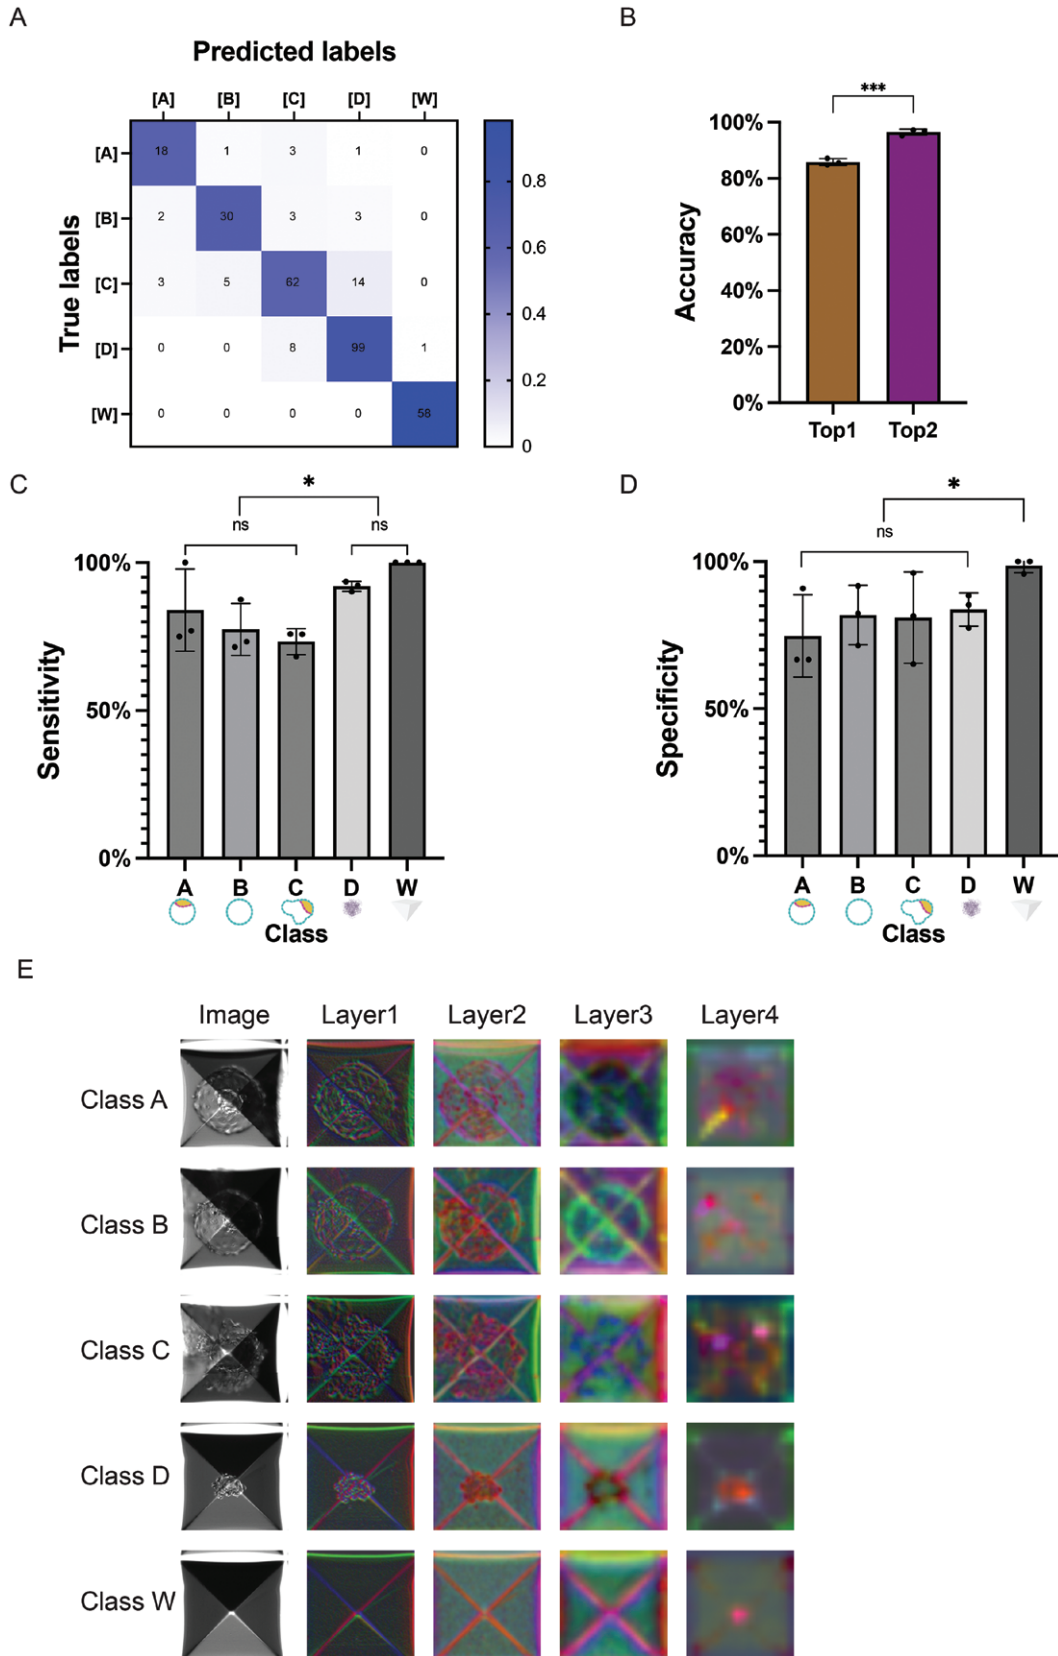 A
Predicted labels
[A] [B] [C] [D] [W]
True labels
[A] 18 1 3 1 0
[B] 2 30 3 3 0
[C] 3 5 62 14 0
[D] 0 0 8 99 1
[W] 0 0 0 0 58
0.8
0.6
0.4
0.2
0
B
***
Accuracy
100%
80%
60%
40%
20%
0%
Top1 Top2
C
*
ns ns
Sensitivity
100%
50%
0%
A B C D W
Class
D
*
ns
Specificity
100%
50%
0%
A B C D W
Class
E
Image Layer1 Layer2 Layer3 Layer4
Class A
Class B
Class C
Class D
Class W